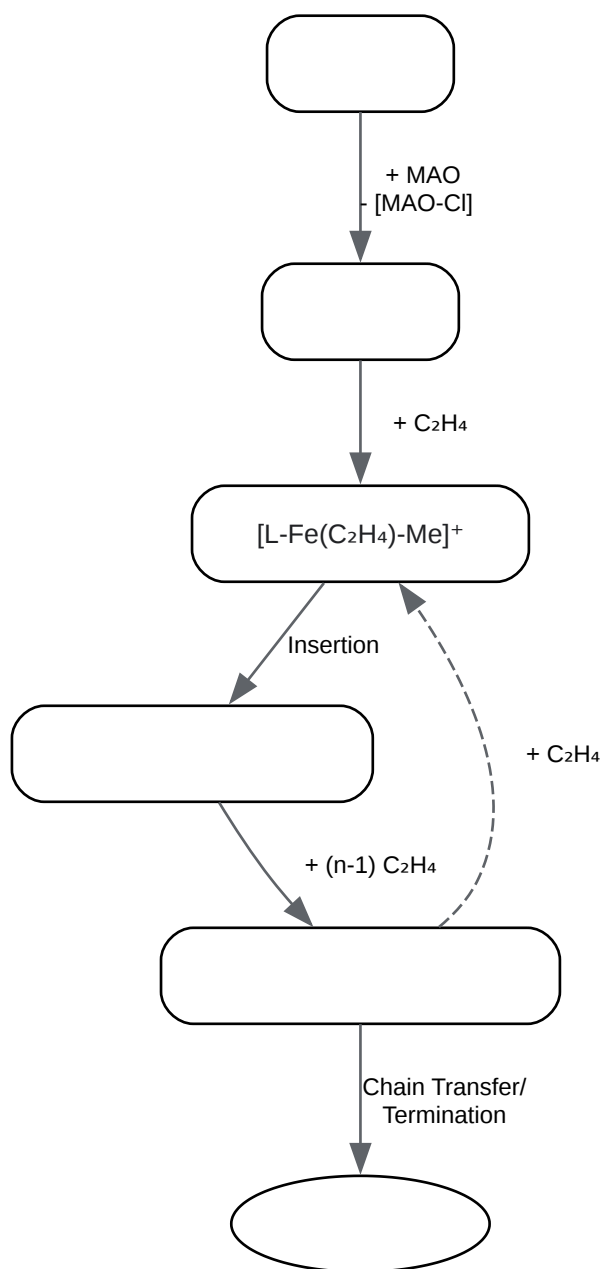 + MAO
- [MAO-Cl]
+ C₂H₄
[L-Fe(C₂H₄)-Me]⁺
Insertion
+ C₂H₄
+ (n-1) C₂H₄
Chain Transfer/
Termination